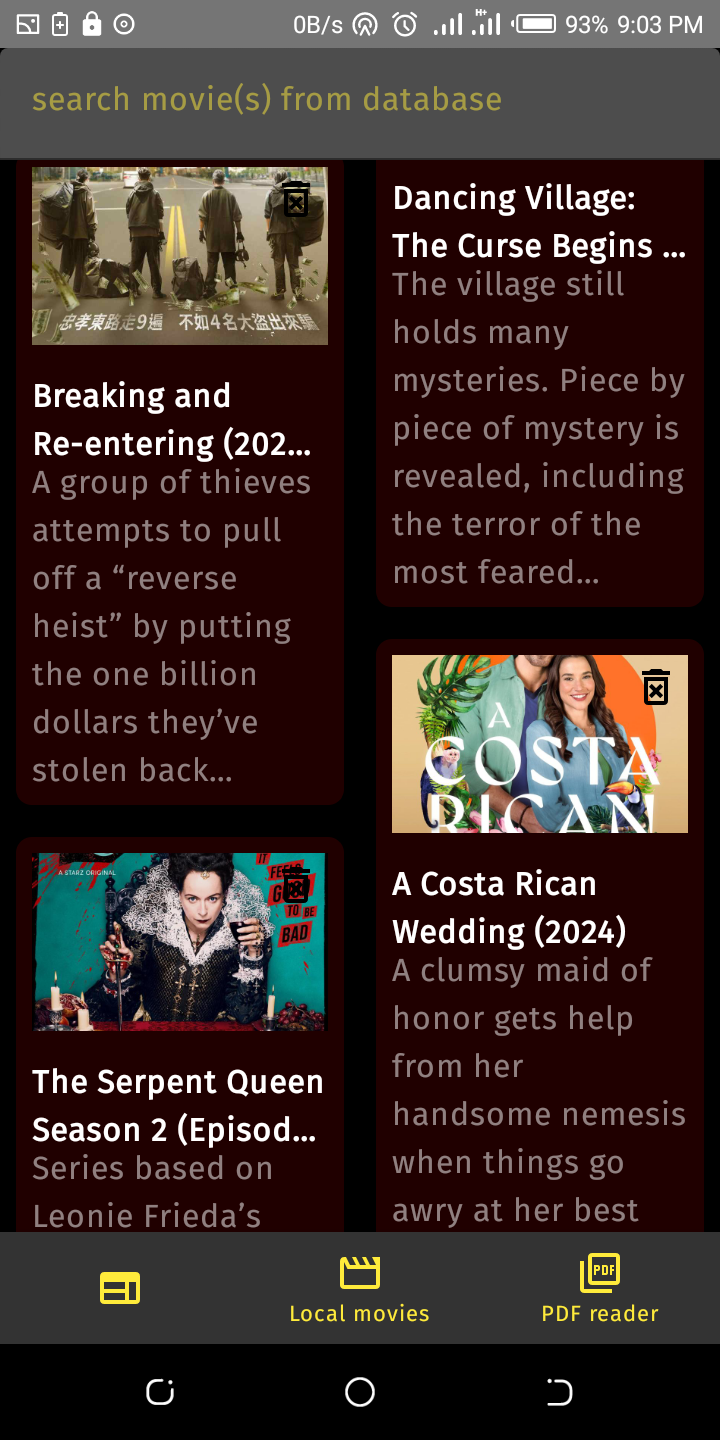 0B/s
H+
93%
9:03 PM
search movie(s) from database
忠孝東路走9遍 不如4名大盜出來騙
Breaking and
Re-entering (202...
A group of thieves
attempts to pull
off a “reverse
heist” by putting
the one billion
dollars they’ve
stolen back...
A STARZ ORIGINAL
IT
FEELS
GOOD
TO BE
BAD
The Serpent Queen
Season 2 (Episod...
Series based on
Leonie Frieda’s
Dancing Village:
The Curse Begins ...
The village still
holds many
mysteries. Piece by
piece of mystery is
revealed, including
the terror of the
most feared...
A
COSTA
RICAN
A Costa Rican
Wedding (2024)
A clumsy maid of
honor gets help
from her
handsome nemesis
when things go
awry at her best
Local movies
PDF
PDF reader